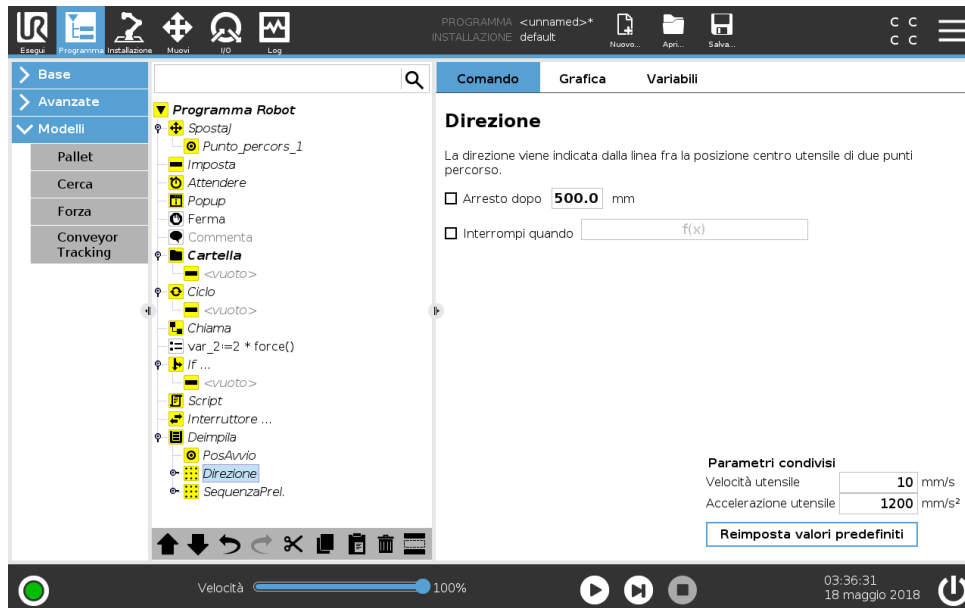 PROGRAMMA <unnamed>*
INSTALLAZIONE default
Esegui
Programma
Installazione
Muovi
I/O
Log
Nuovo...
Apri...
Salva...
C C
C C
Base
Avanzate
Modelli
Pallet
Cerca
Forza
Conveyor
Tracking
Programma Robot
SpostaJ
Punto_percors_1
Imposta
Attendere
Popup
Ferma
Commenta
Cartella
<vuoto>
Ciclo
<vuoto>
Chiama
var_2:=2 * force()
If ...
<vuoto>
Script
Interruttore ...
Deimpila
PosAvvio
Direzione
SequenzaPrel.
Comando Grafica Variabili
Direzione
La direzione viene indicata dalla linea fra la posizione centro utensile di due punti
percorso.
Arresto dopo 500.0 mm
Interrompi quando f(x)
Parametri condivisi
Velocità utensile 10 mm/s
Accelerazione utensile 1200 mm/s²
Reimposta valori predefiniti
Velocità 100%
03:36:31
18 maggio 2018